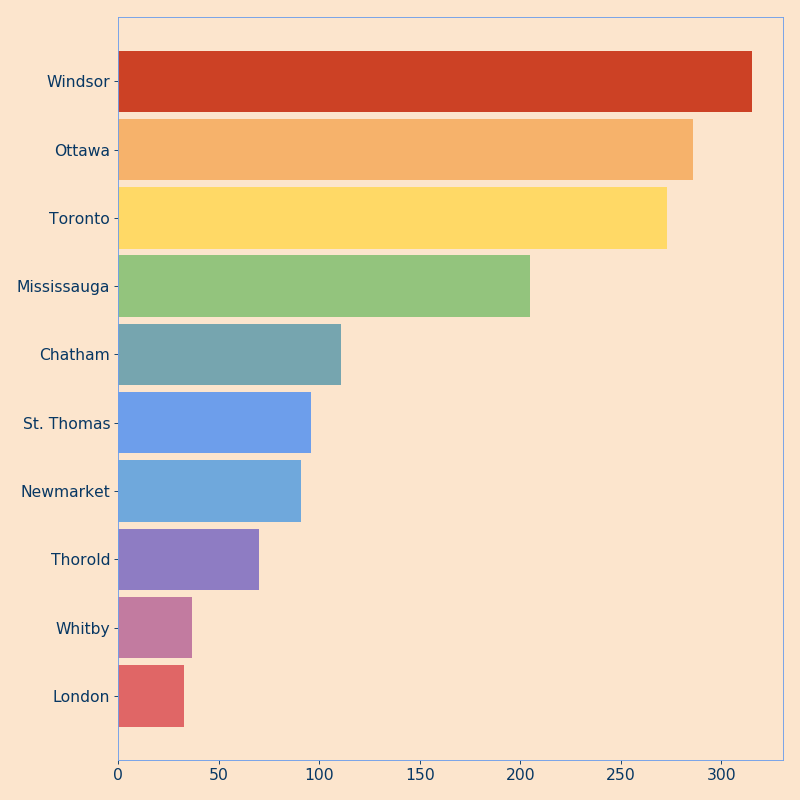 Windsor
Ottawa
Toronto
Mississauga
Chatham
St. Thomas
Newmarket
Thorold
Whitby
London
0 50 100 150 200 250 300